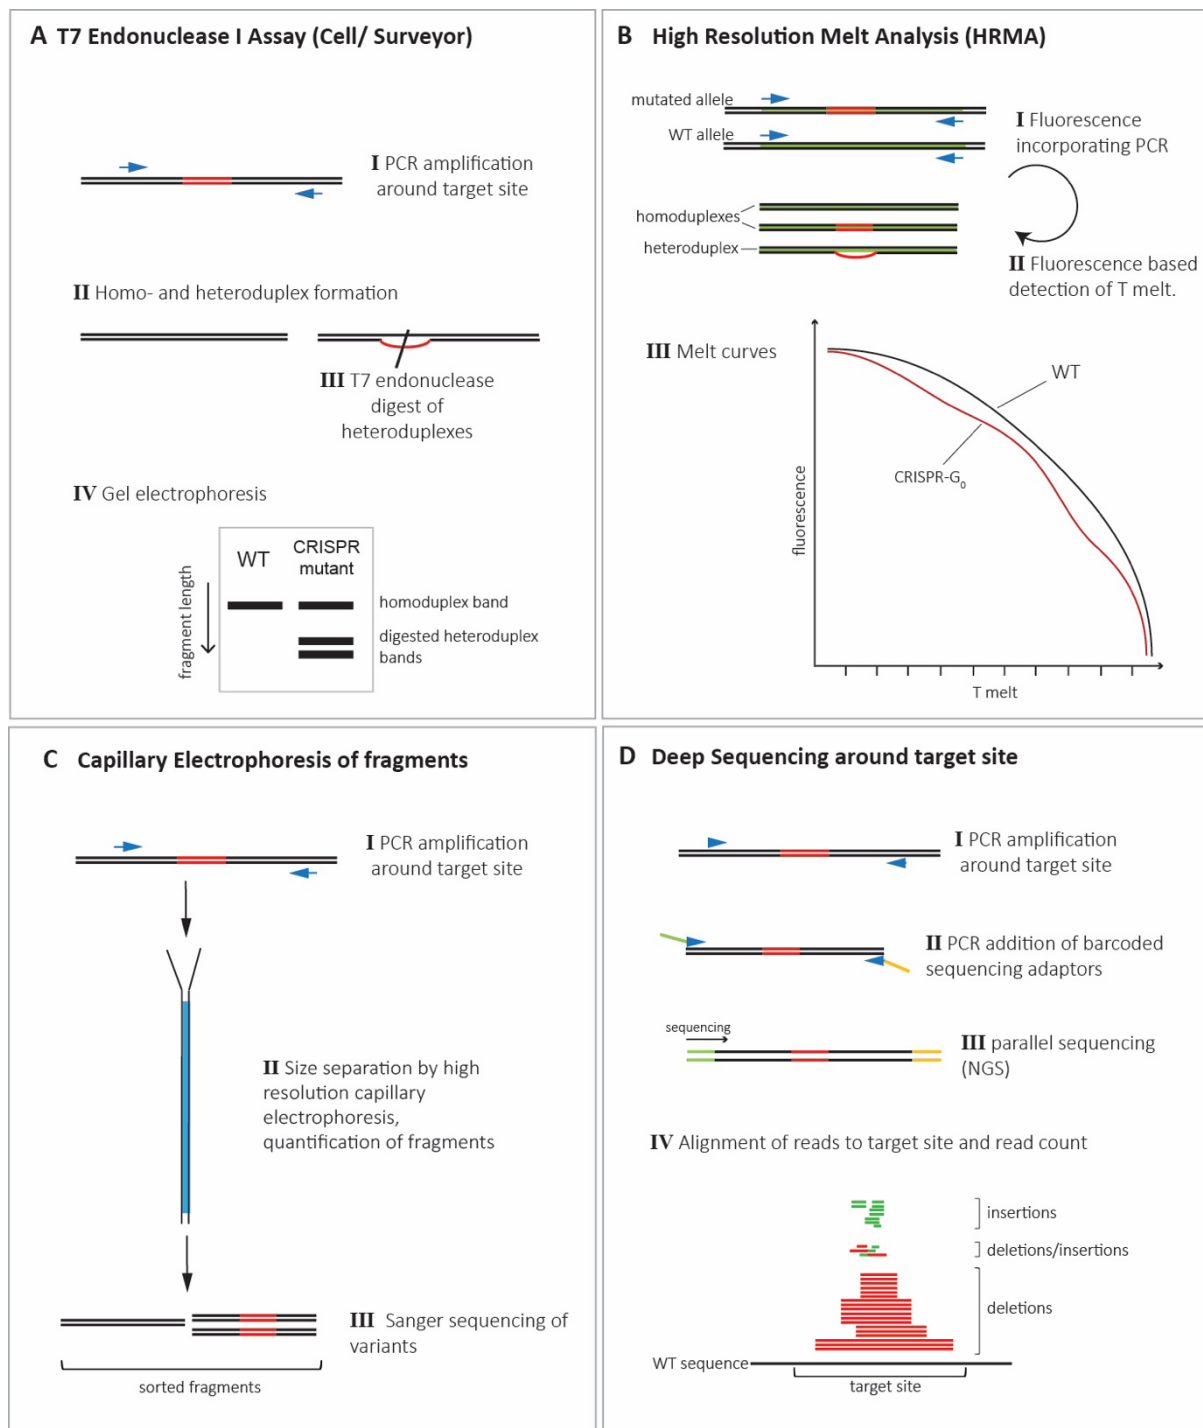 A T7 Endonuclease I Assay (Cell/ Surveyor)
I PCR amplification
around target site
II Homo- and heteroduplex formation
III T7 endonuclease
digest of
heteroduplexes
IV Gel electrophoresis
fragment length
WT
CRISPR
mutant
homoduplex band
digested heteroduplex
bands
B High Resolution Melt Analysis (HRMA)
mutated allele
WT allele
I Fluorescence
incorporating PCR
homoduplexes
heteroduplex
II Fluorescence based
detection of T melt.
III Melt curves
WT
CRISPR-G₀
fluorescence
T melt
C Capillary Electrophoresis of fragments
I PCR amplification
around target site
II Size separation by high
resolution capillary
electrophoresis,
quantification of fragments
III Sanger sequencing of
variants
sorted fragments
D Deep Sequencing around target site
I PCR amplification
around target site
II PCR addition of barcoded
sequencing adaptors
sequencing
III parallel sequencing
(NGS)
IV Alignment of reads to target site and read count
insertions
deletions/insertions
deletions
WT sequence
target site